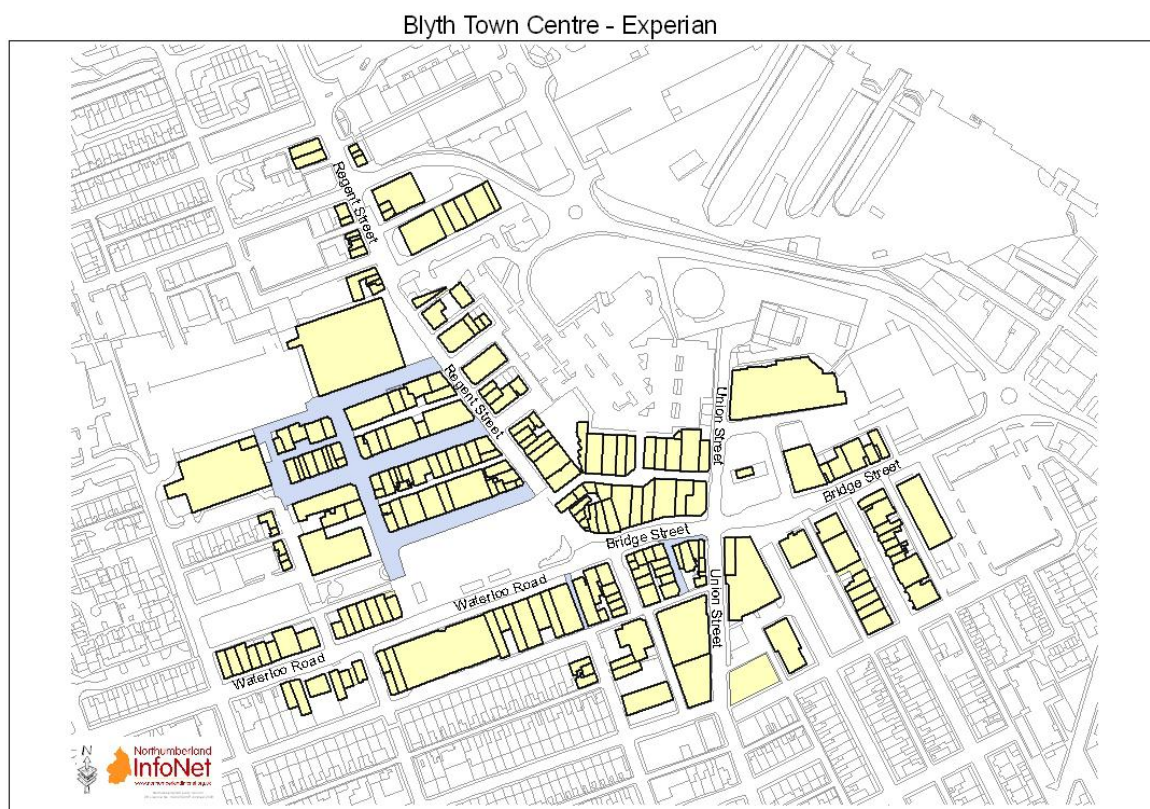 Blyth Town Centre - Experian
Regent Street
Regent Street
Union Street
Bridge Street
Bridge Street
Union Street
Waterloo Road
Waterloo Road
N
Northumberland
InfoNet